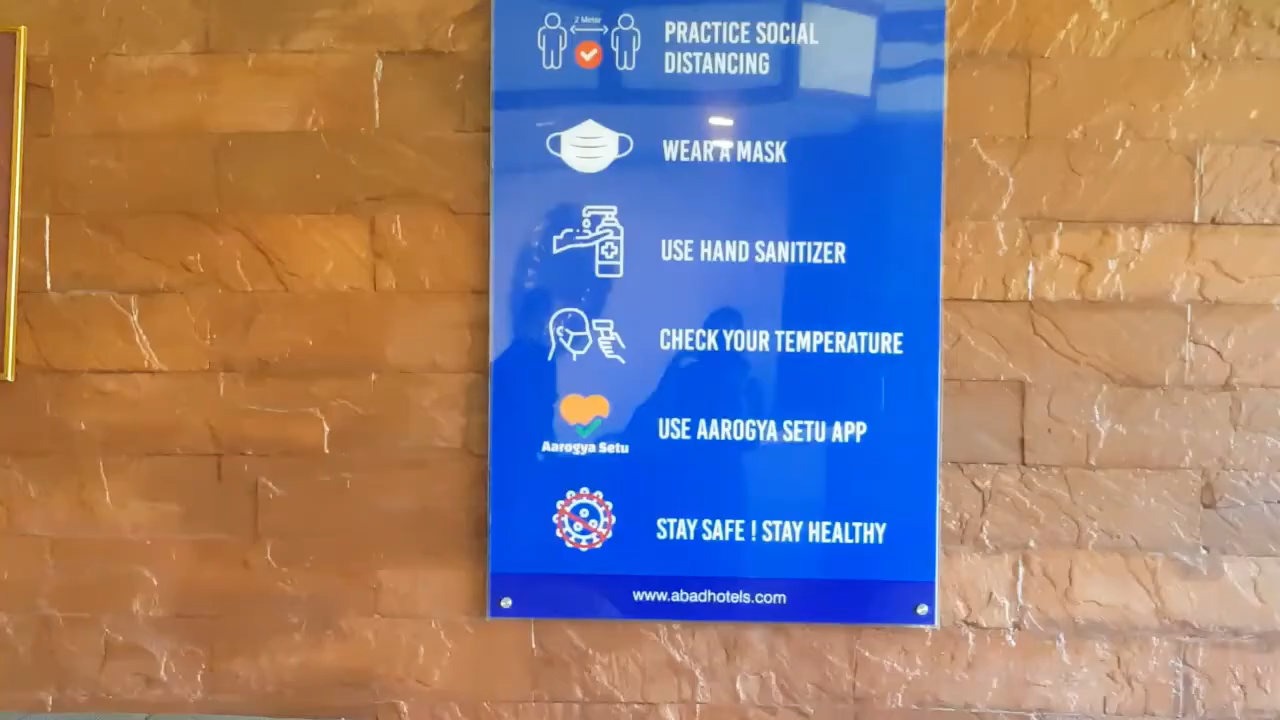 2 Meter
PRACTICE SOCIAL
DISTANCING
WEAR A MASK
USE HAND SANITIZER
CHECK YOUR TEMPERATURE
Aarogya Setu
USE AAROGYA SETU APP
STAY SAFE ! STAY HEALTHY
www.abadhotels.com